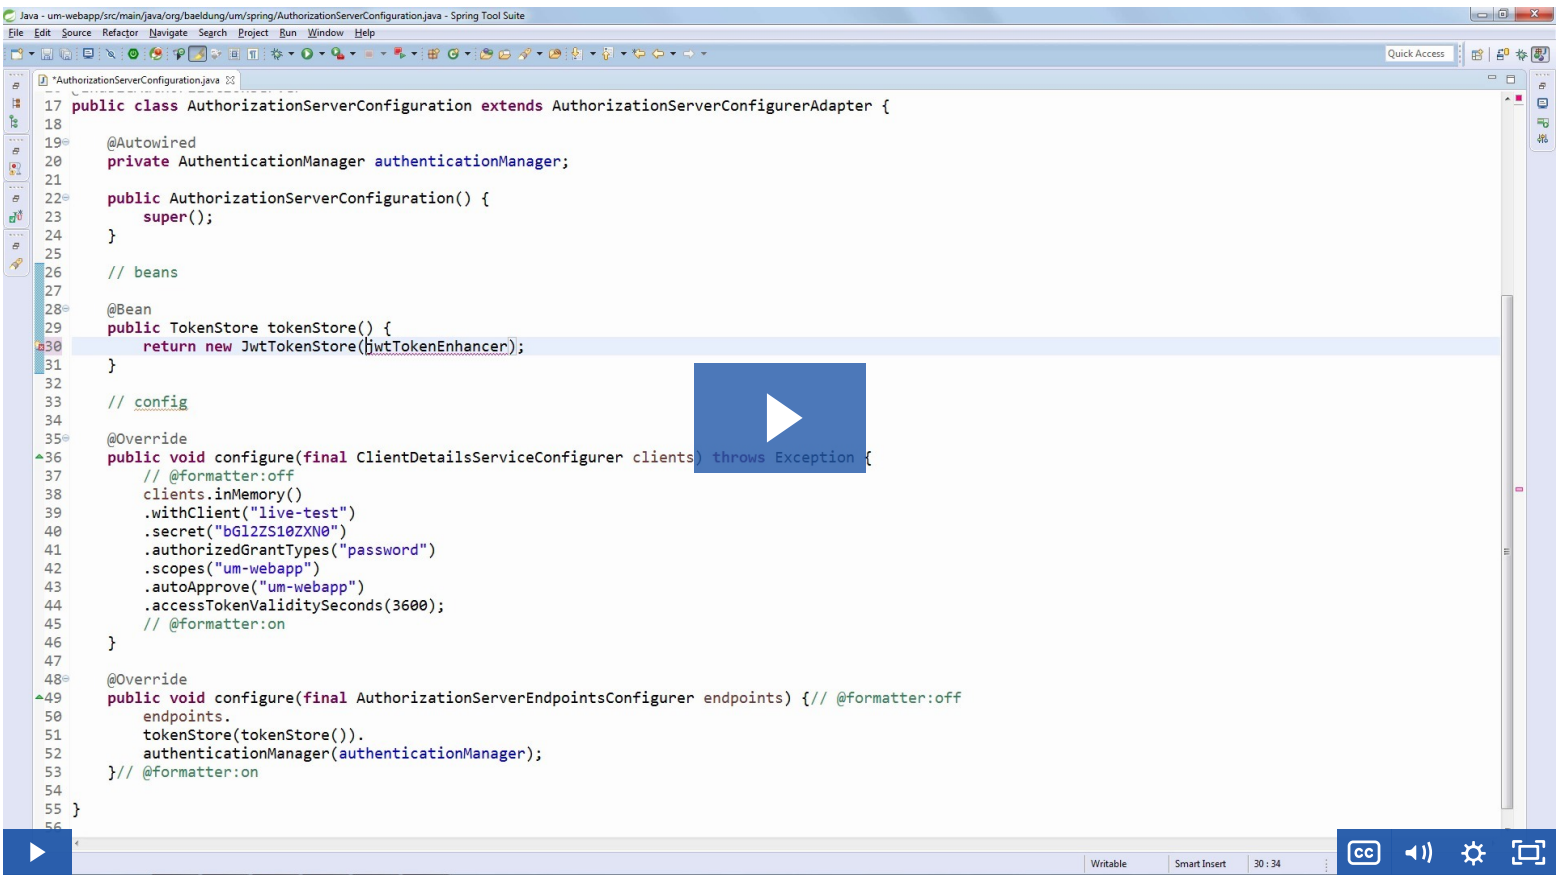 Java - um-webapp/src/main/java/org/baeldung/um/spring/AuthorizationServerConfiguration.java - Spring Tool Suite
File Edit Source Refactor Navigate Search Project Run Window Help
Quick Access
*AuthorizationServerConfiguration.java
17 public class AuthorizationServerConfiguration extends AuthorizationServerConfigurerAdapter {
18
19 @Autowired
20 private AuthenticationManager authenticationManager;
21
22 public AuthorizationServerConfiguration() {
23 super();
24 }
25
26 // beans
27
28 @Bean
29 public TokenStore tokenStore() {
30 return new JwtTokenStore(jwtTokenEnhancer);
31 }
32
33 // config
34
35 @Override
36 public void configure(final ClientDetailsServiceConfigurer clients) throws Exception {
37 // @formatter:off
38 clients.inMemory()
39 .withClient("live-test")
40 .secret("bGl2ZS10ZXN0")
41 .authorizedGrantTypes("password")
42 .scopes("um-webapp")
43 .autoApprove("um-webapp")
44 .accessTokenValiditySeconds(3600);
45 // @formatter:on
46 }
47
48 @Override
49 public void configure(final AuthorizationServerEndpointsConfigurer endpoints) {// @formatter:off
50 endpoints.
51 tokenStore(tokenStore()).
52 authenticationManager(authenticationManager);
53 }// @formatter:on
54
55 }
56
CC
Writable Smart Insert 30 : 34